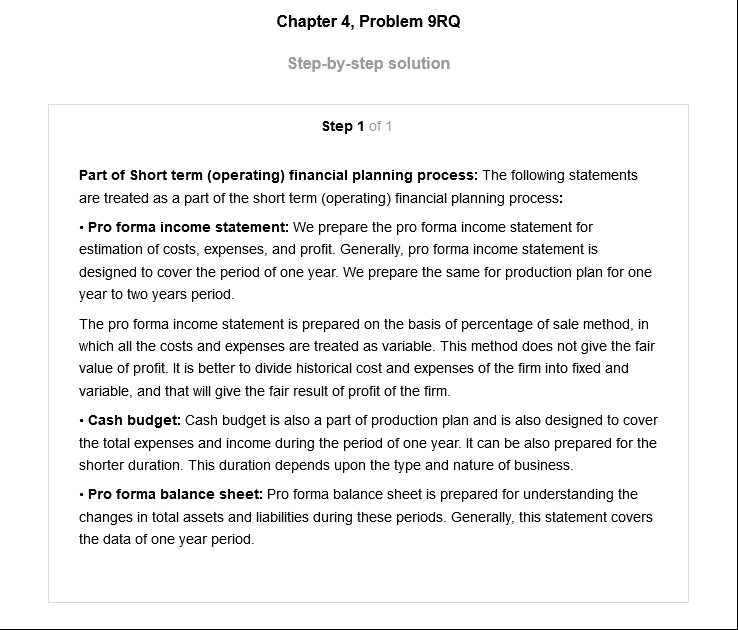 Chapter 4, Problem 9RQ
Step-by-step solution
Step 1 of 1
Part of Short term (operating) financial planning process: The following statements
are treated as a part of the short term (operating) financial planning process:
• Pro forma income statement: We prepare the pro forma income statement for
estimation of costs, expenses, and profit. Generally, pro forma income statement is
designed to cover the period of one year. We prepare the same for production plan for one
year to two years period.
The pro forma income statement is prepared on the basis of percentage of sale method, in
which all the costs and expenses are treated as variable. This method does not give the fair
value of profit. It is better to divide historical cost and expenses of the firm into fixed and
variable, and that will give the fair result of profit of the firm.
• Cash budget: Cash budget is also a part of production plan and is also designed to cover
the total expenses and income during the period of one year. It can be also prepared for the
shorter duration. This duration depends upon the type and nature of business.
• Pro forma balance sheet: Pro forma balance sheet is prepared for understanding the
changes in total assets and liabilities during these periods. Generally, this statement covers
the data of one year period.